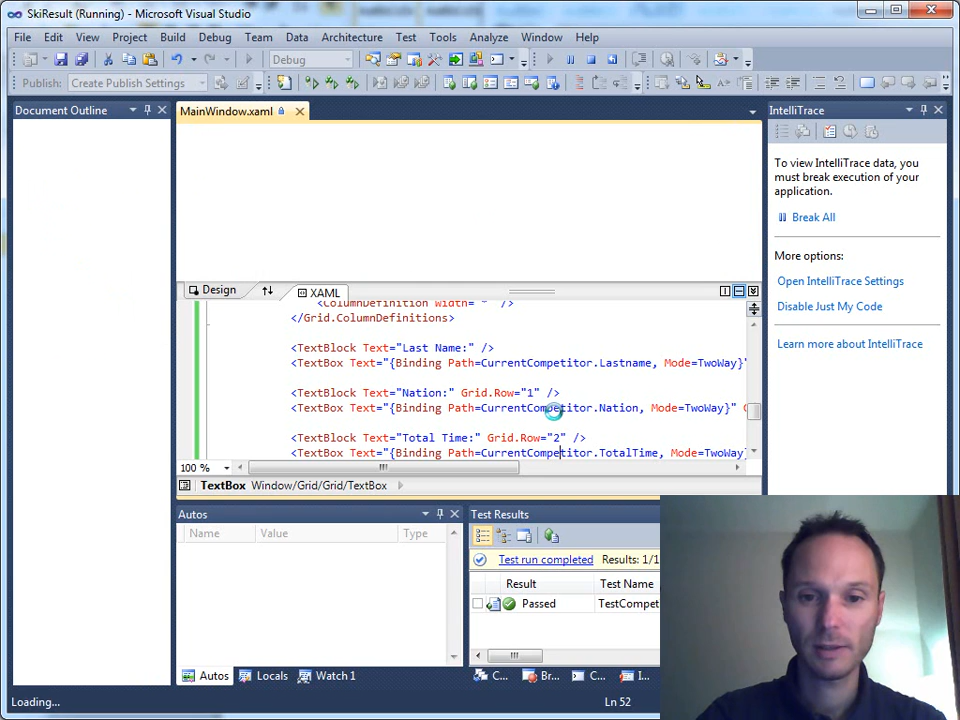 SkiResult (Running) - Microsoft Visual Studio
File Edit View Project Build Debug Team Data Architecture Test Tools Analyze Window Help
Debug
Publish: Create Publish Settings
Document Outline
MainWindow.xaml
IntelliTrace
To view IntelliTrace data, you
must break execution of your
application.
Break All
More options:
Open IntelliTrace Settings
Disable Just My Code
Learn more about IntelliTrace
Design
XAML
<ColumnDefinition Width="*" />
</Grid.ColumnDefinitions>
<TextBlock Text="Last Name:" />
<TextBox Text="{Binding Path=CurrentCompetitor.Lastname, Mode=TwoWay}"
<TextBlock Text="Nation:" Grid.Row="1" />
<TextBox Text="{Binding Path=CurrentCompetitor.Nation, Mode=TwoWay}" G
<TextBlock Text="Total Time:" Grid.Row="2" />
<TextBox Text="{Binding Path=CurrentCompetitor.TotalTime, Mode=TwoWay
100 %
TextBox Window/Grid/Grid/TextBox
Autos
Name Value Type
Test Results
Test run completed Results: 1/1
Result Test Name
Passed TestCompet
Autos Locals Watch 1
C... Br... C... I...
Loading...
Ln 52